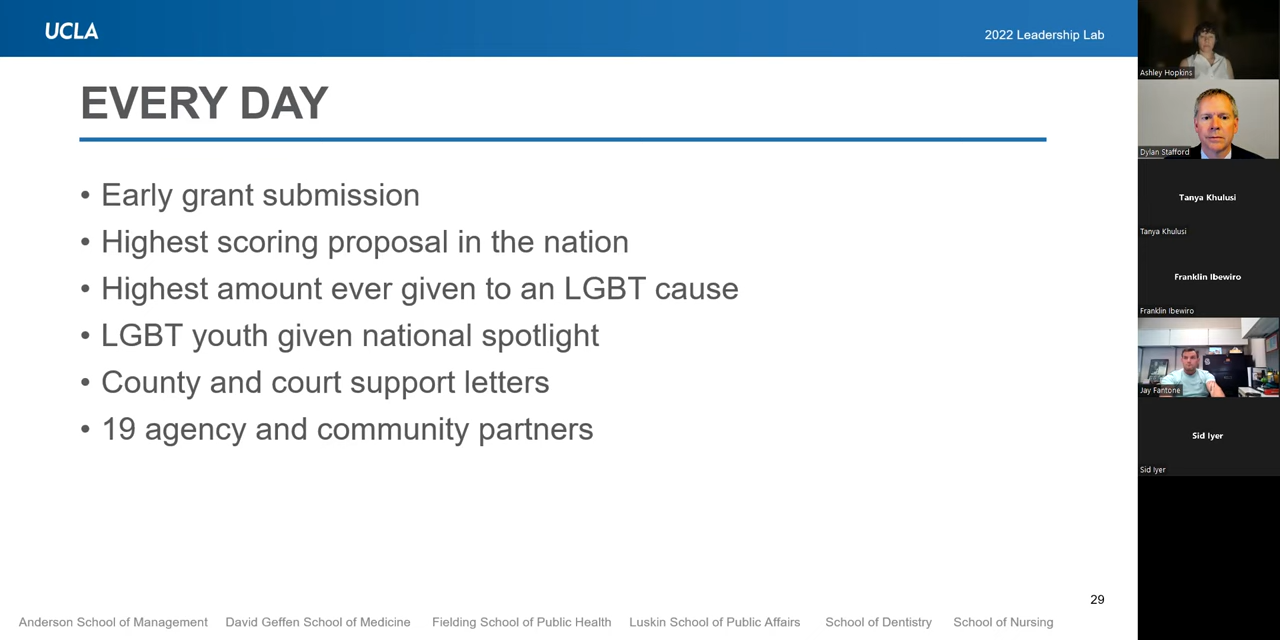 UCLA
2022 Leadership Lab
EVERY DAY
• Early grant submission
• Highest scoring proposal in the nation
• Highest amount ever given to an LGBT cause
• LGBT youth given national spotlight
• County and court support letters
• 19 agency and community partners
29
Anderson School of Management David Geffen School of Medicine Fielding School of Public Health Luskin School of Public Affairs School of Dentistry School of Nursing
Ashley Hopkins
Dylan Stafford
Tanya Khulusi
Tanya Khulusi
Franklin Ibewiro
Franklin Ibewiro
Jay Fantone
Sid Iyer
Sid Iyer